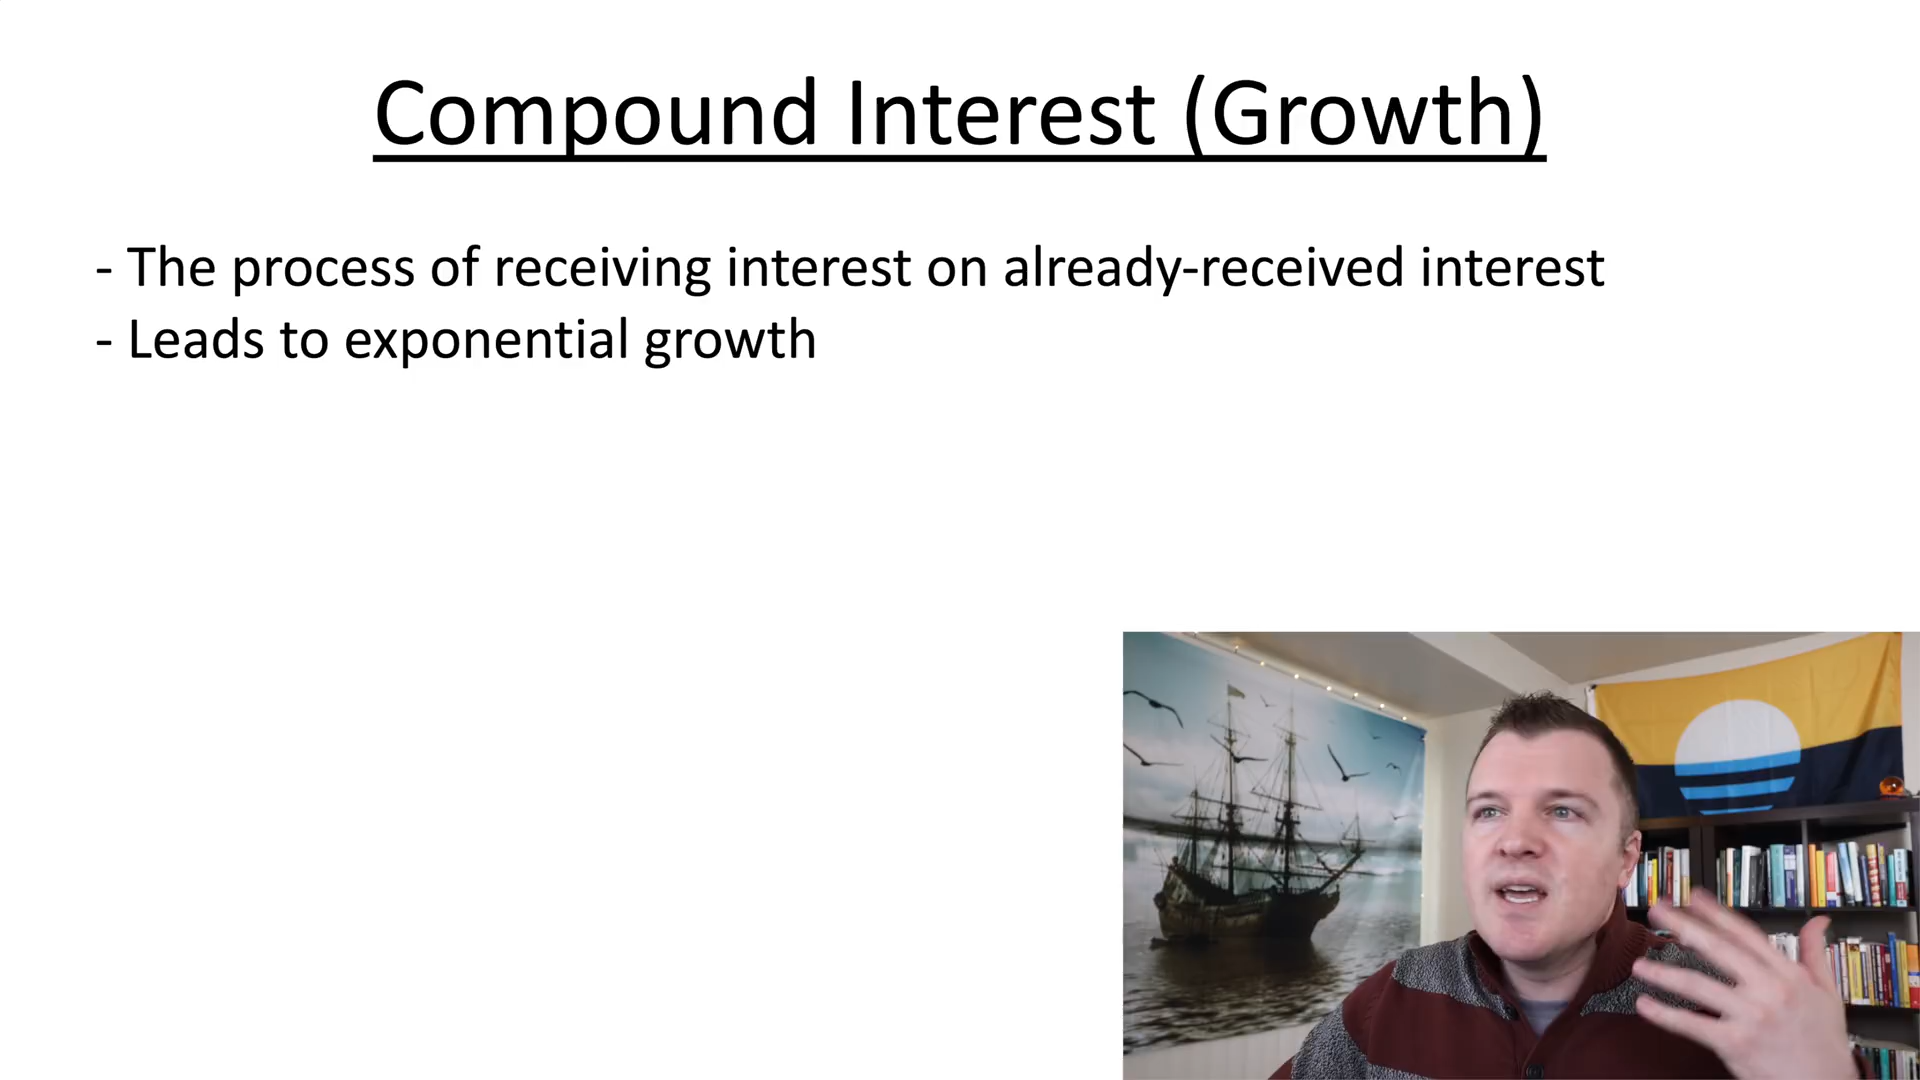 Compound Interest (Growth)
- The process of receiving interest on already-received interest
- Leads to exponential growth